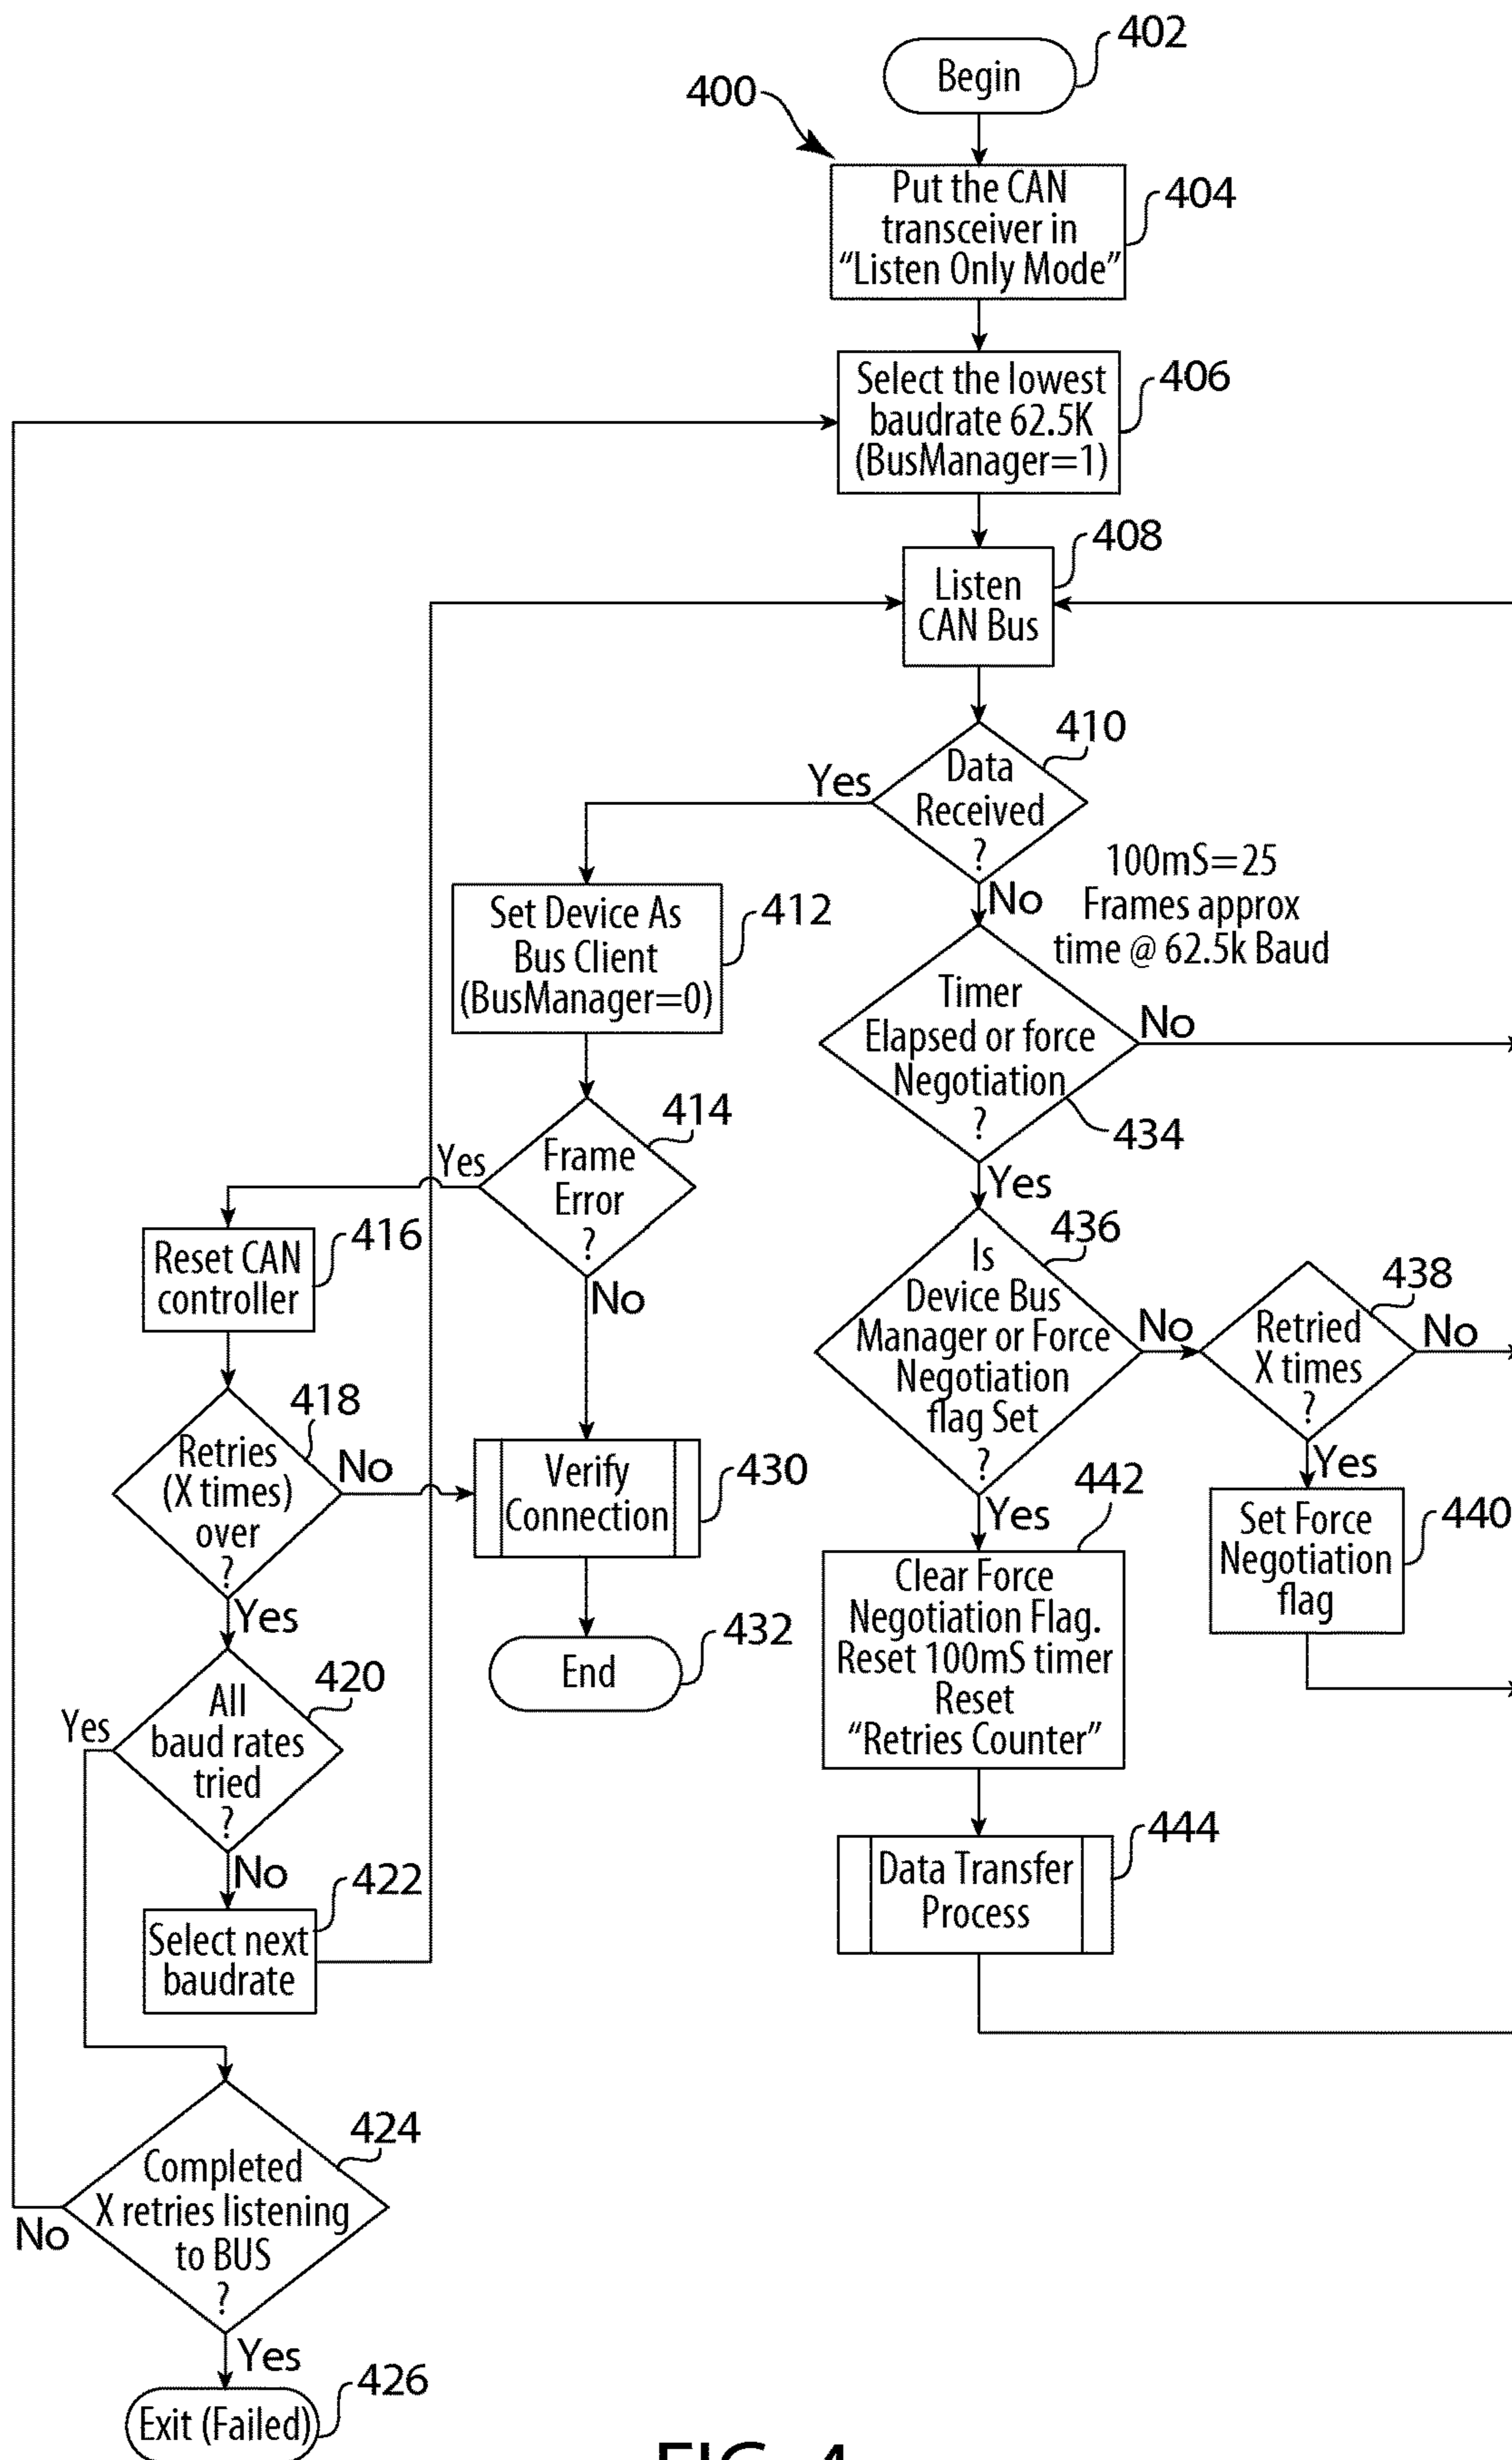 402
Begin
400
Put the CAN
transceiver in
“Listen Only Mode”
404
Select the lowest
baudrate 62.5K
(BusManager=1)
406
408
Listen
CAN Bus
410
Data
Received
?
Yes
No
100mS=25
Frames approx
time @ 62.5k Baud
Set Device As
Bus Client
(BusManager=0)
412
Timer
Elapsed or force
Negotiation
?
No
434
Yes
414
Frame
Error
?
Yes
No
Reset CAN
controller
416
436
Is
Device Bus
Manager or Force
Negotiation
flag Set
?
No
Yes
438
Retried
X times
?
No
Yes
418
Retries
(X times)
over
?
No
Yes
Verify
Connection
430
442
Clear Force
Negotiation Flag.
Reset 100mS timer
Reset
“Retries Counter”
Set Force
Negotiation
flag
440
End
432
420
All
baud rates
tried
?
Yes
No
444
Data Transfer
Process
422
Select next
baudrate
424
Completed
X retries listening
to BUS
?
No
Yes
426
Exit (Failed)
FIG. 4